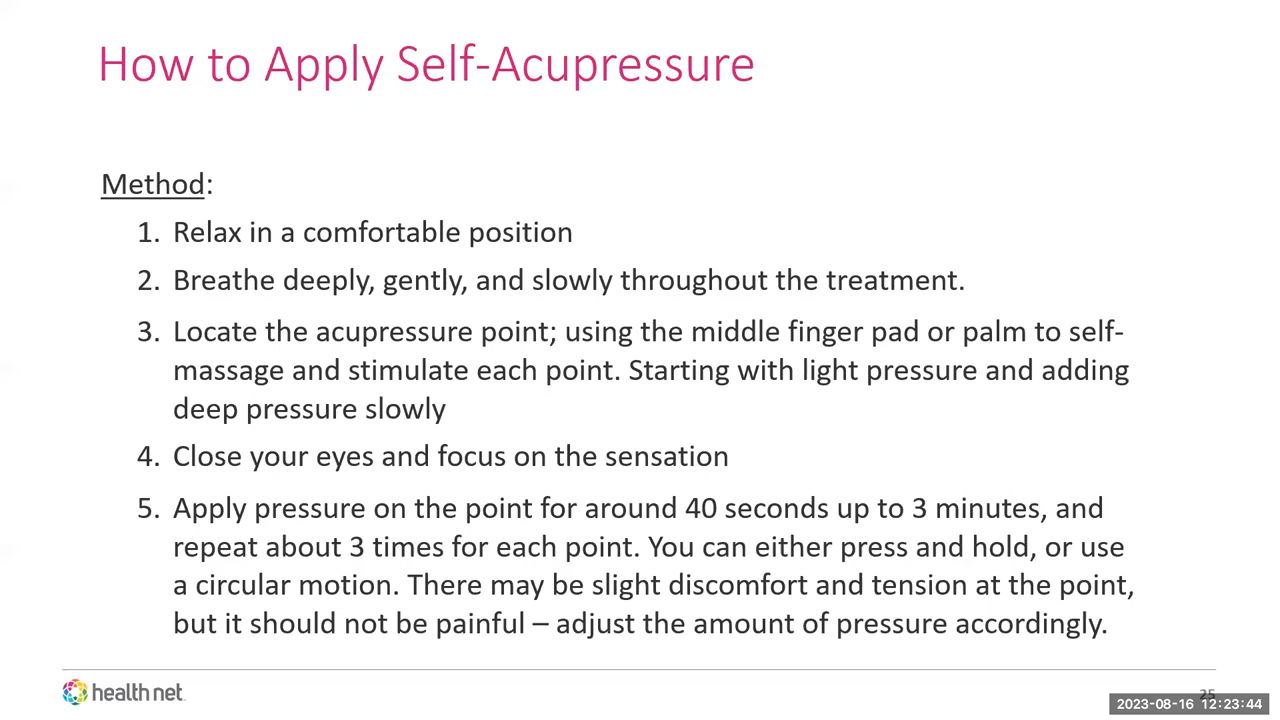 How to Apply Self-Acupressure
Method:
1. Relax in a comfortable position
2. Breathe deeply, gently, and slowly throughout the treatment.
3. Locate the acupressure point; using the middle finger pad or palm to self-
massage and stimulate each point. Starting with light pressure and adding
deep pressure slowly
4. Close your eyes and focus on the sensation
5. Apply pressure on the point for around 40 seconds up to 3 minutes, and
repeat about 3 times for each point. You can either press and hold, or use
a circular motion. There may be slight discomfort and tension at the point,
but it should not be painful – adjust the amount of pressure accordingly.
health net
25
2023-08-16 12:23:44